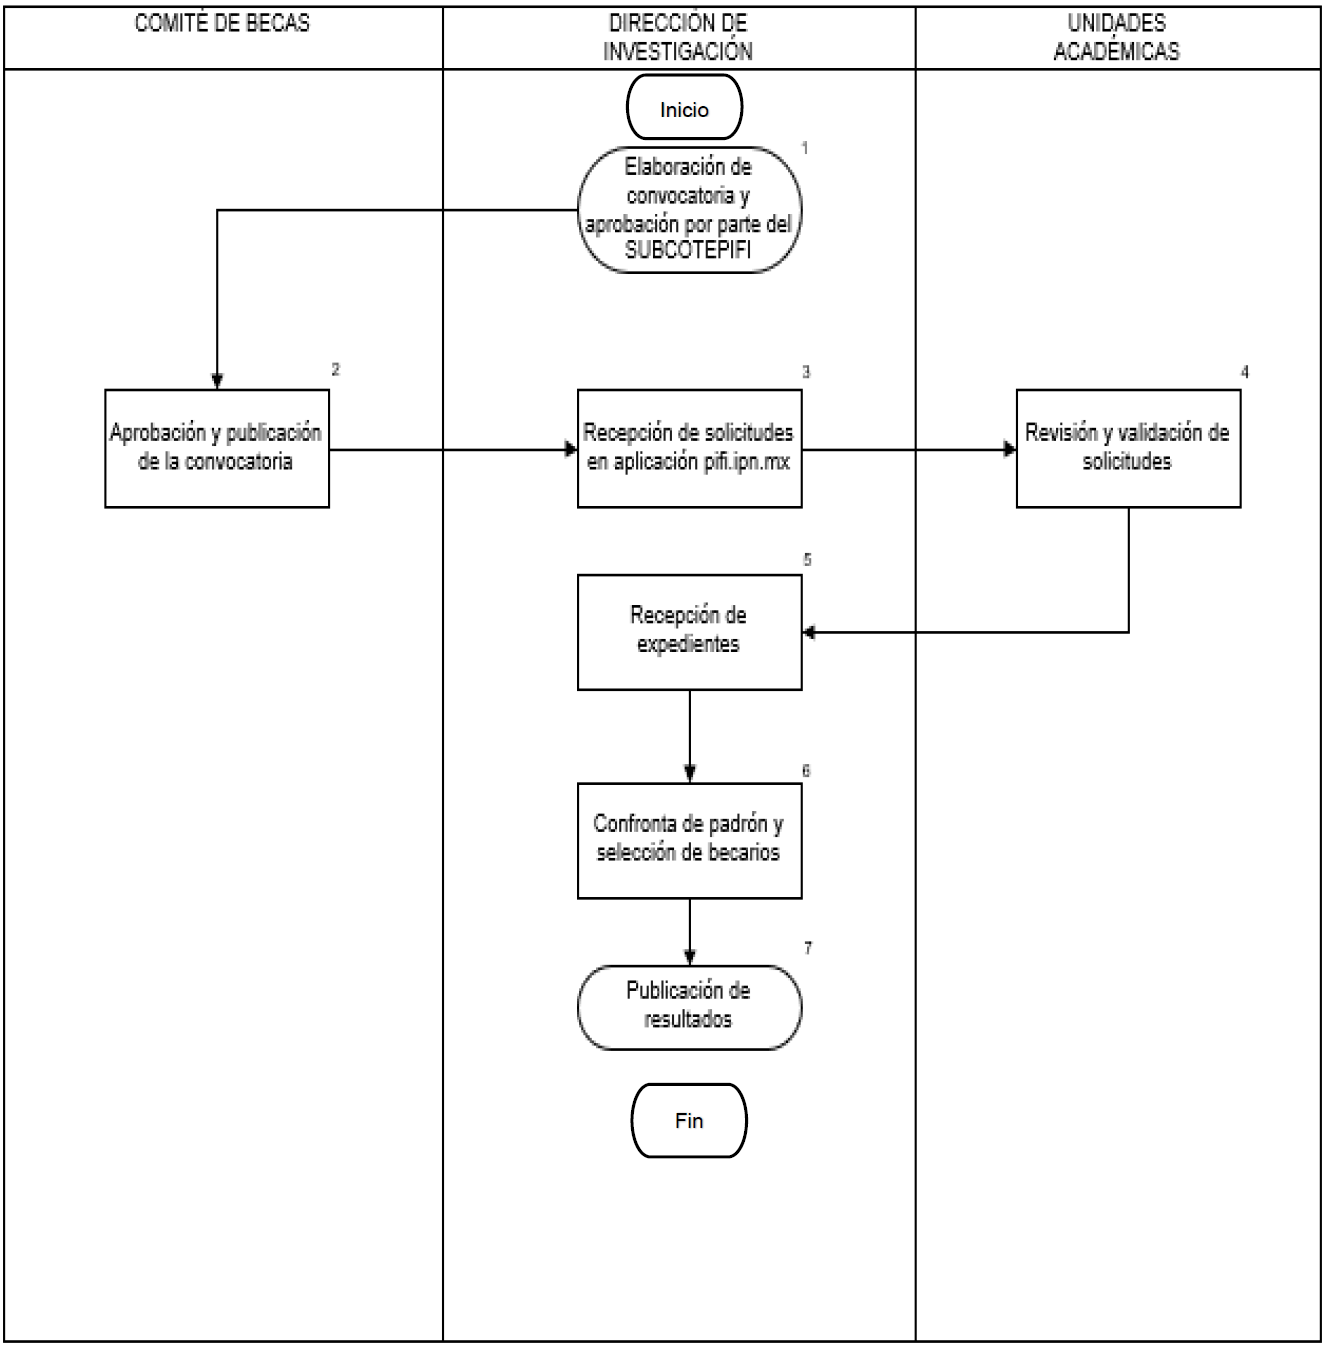 COMITÉ DE BECAS
DIRECCIÓN DE
INVESTIGACIÓN
UNIDADES
ACADÉMICAS
Inicio
1
Elaboración de
convocatoria y
aprobación por parte del
SUBCOTEPIFI
2
Aprobación y publicación
de la convocatoria
3
Recepción de solicitudes
en aplicación pifi.ipn.mx
4
Revisión y validación de
solicitudes
5
Recepción de
expedientes
6
Confronta de padrón y
selección de becarios
7
Publicación de
resultados
Fin